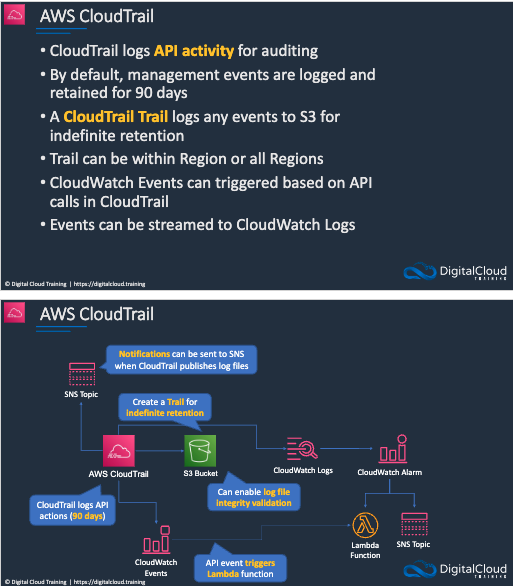 AWS CloudTrail
• CloudTrail logs API activity for auditing
• By default, management events are logged and
retained for 90 days
• A CloudTrail Trail logs any events to S3 for
indefinite retention
• Trail can be within Region or all Regions
• CloudWatch Events can triggered based on API
calls in CloudTrail
• Events can be streamed to CloudWatch Logs
DigitalCloud
TRAINING
© Digital Cloud Training | https://digitalcloud.training
AWS CloudTrail
Notifications can be sent to SNS
when CloudTrail publishes log files
SNS Topic
Create a Trail for
indefinite retention
AWS CloudTrail
S3 Bucket
CloudWatch Logs
CloudWatch Alarm
CloudTrail logs API
actions (90 days)
Can enable log file
integrity validation
CloudWatch
Events
API event triggers
Lambda function
Lambda
Function
SNS Topic
DigitalCloud
TRAINING
© Digital Cloud Training | https://digitalcloud.training